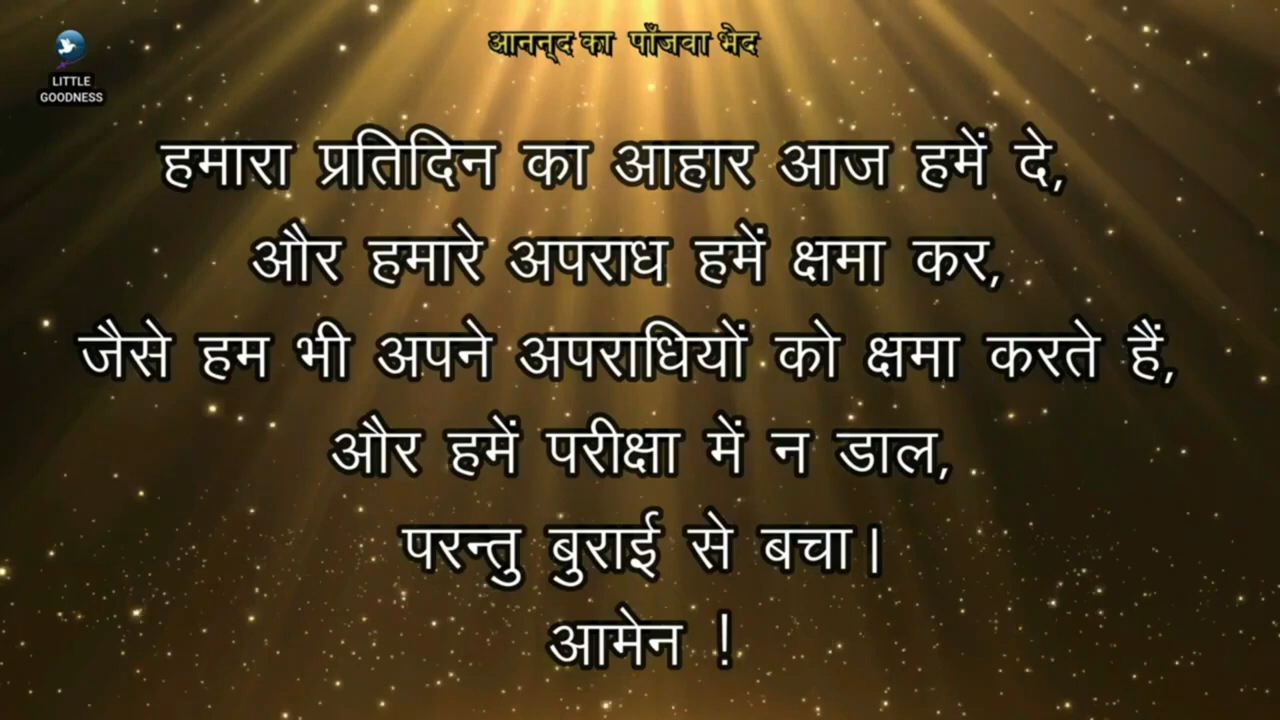 LITTLE
GOODNESS
आनन्द का पाँजवा भेद
हमारा प्रतिदिन का आहार आज हमें दे,
और हमारे अपराध हमें क्षमा कर,
जैसे हम भी अपने अपराधियों को क्षमा करते हैं,
और हमें परीक्षा में न डाल,
परन्तु बुराई से बचा।
आमेन !